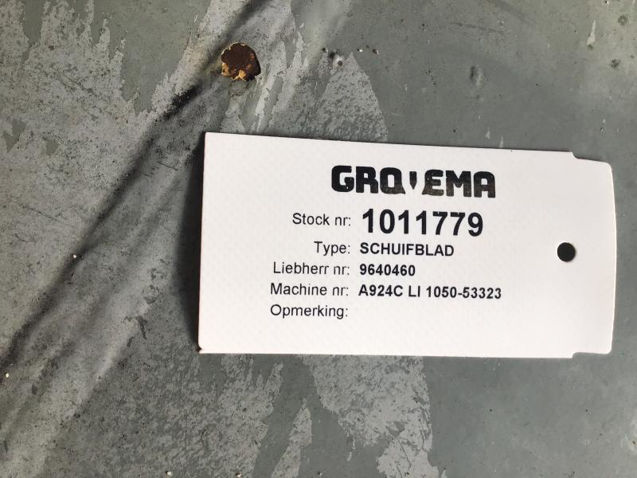 GROVEMA
Stock nr: 1011779
Type: SCHUIFBLAD
Liebherr nr: 9640460
Machine nr: A924C LI 1050-53323
Opmerking: